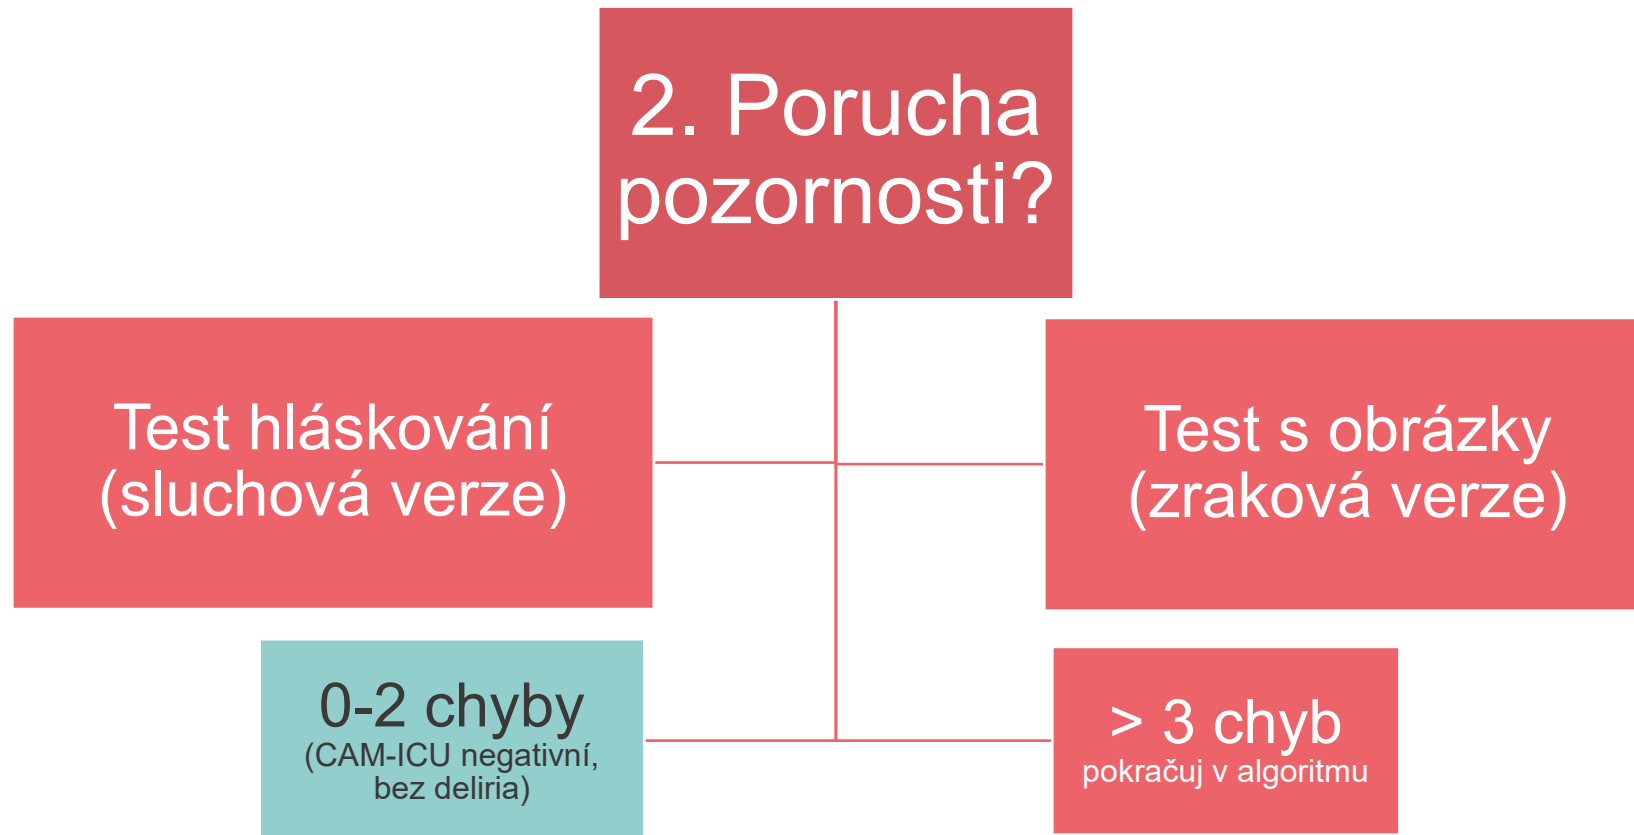 2. Porucha
pozornosti?
Test hláskování
(sluchová verze)
Test s obrázky
(zraková verze)
0-2 chyby
(CAM-ICU negativní,
bez deliria)
> 3 chyb
pokračuj v algoritmu